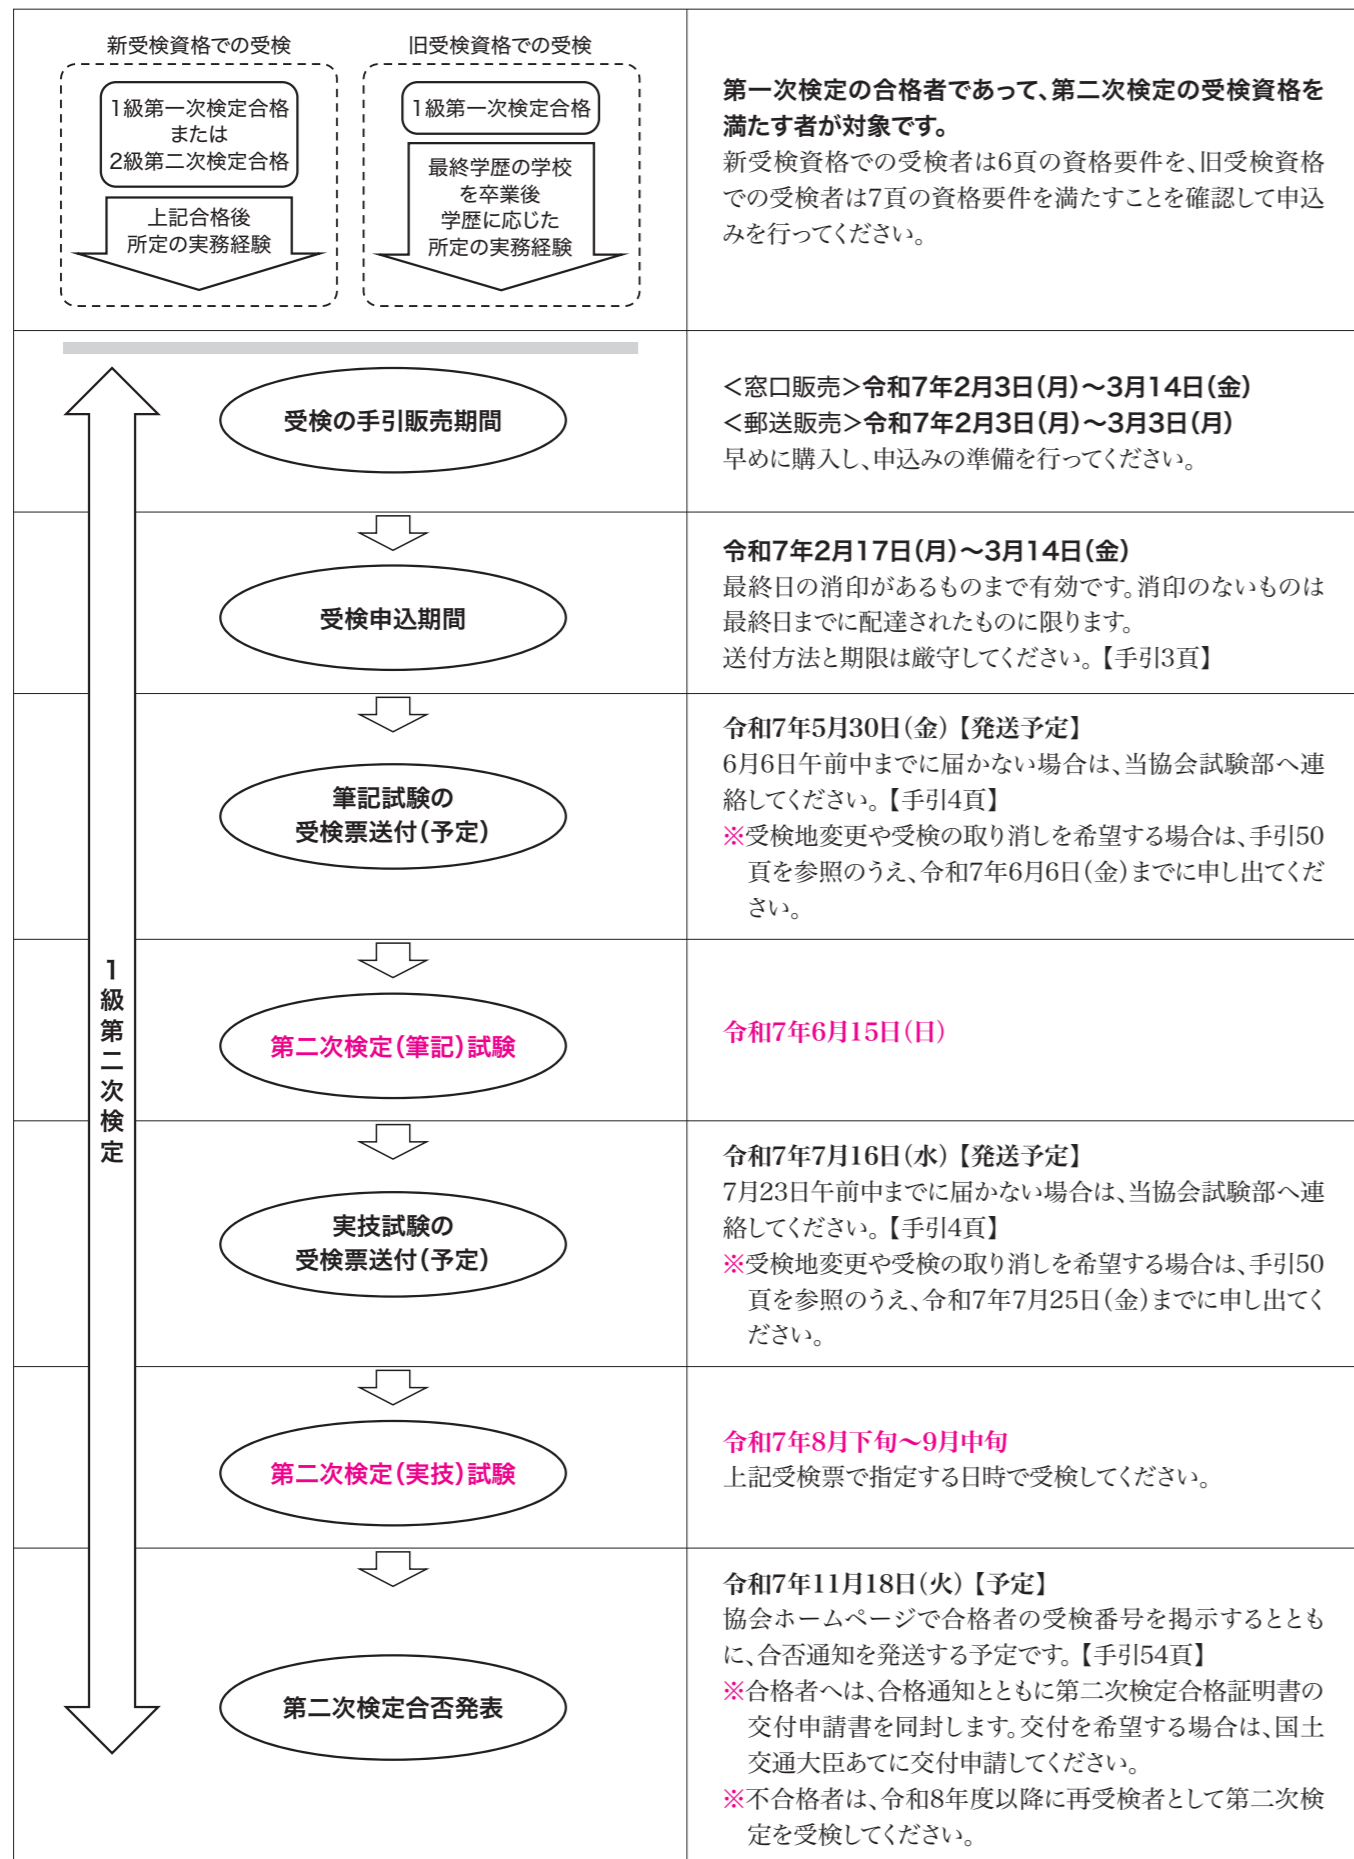 新受検資格での受検
1級第一次検定合格
または
2級第二次検定合格
上記合格後
所定の実務経験
旧受検資格での受検
1級第一次検定合格
最終学歴の学校
を卒業後
学歴に応じた
所定の実務経験
第一次検定の合格者であって、第二次検定の受検資格を
満たす者が対象です。
新受検資格での受検者は6頁の資格要件を、旧受検資格
での受検者は7頁の資格要件を満たすことを確認して申込
みを行ってください。
1級第二次検定
受検の手引販売期間
<窓口販売>令和7年2月3日(月)～3月14日(金)
<郵送販売>令和7年2月3日(月)～3月3日(月)
早めに購入し、申込みの準備を行ってください。
受検申込期間
令和7年2月17日(月)～3月14日(金)
最終日の消印があるものまで有効です。消印のないものは
最終日までに配達されたものに限ります。
送付方法と期限は厳守してください。【手引3頁】
筆記試験の
受検票送付(予定)
令和7年5月30日(金)【発送予定】
6月6日午前中までに届かない場合は、当協会試験部へ連
絡してください。【手引4頁】
※受検地変更や受検の取り消しを希望する場合は、手引50
頁を参照のうえ、令和7年6月6日(金)までに申し出てくだ
さい。
第二次検定(筆記)試験
令和7年6月15日(日)
実技試験の
受検票送付(予定)
令和7年7月16日(水)【発送予定】
7月23日午前中までに届かない場合は、当協会試験部へ連
絡してください。【手引4頁】
※受検地変更や受検の取り消しを希望する場合は、手引50
頁を参照のうえ、令和7年7月25日(金)までに申し出てく
ださい。
第二次検定(実技)試験
令和7年8月下旬～9月中旬
上記受検票で指定する日時で受検してください。
第二次検定合否発表
令和7年11月18日(火)【予定】
協会ホームページで合格者の受検番号を掲示するととも
に、合否通知を発送する予定です。【手引54頁】
※合格者へは、合格通知とともに第二次検定合格証明書の
交付申請書を同封します。交付を希望する場合は、国土
交通大臣あてに交付申請してください。
※不合格者は、令和8年度以降に再受検者として第二次検
定を受検してください。